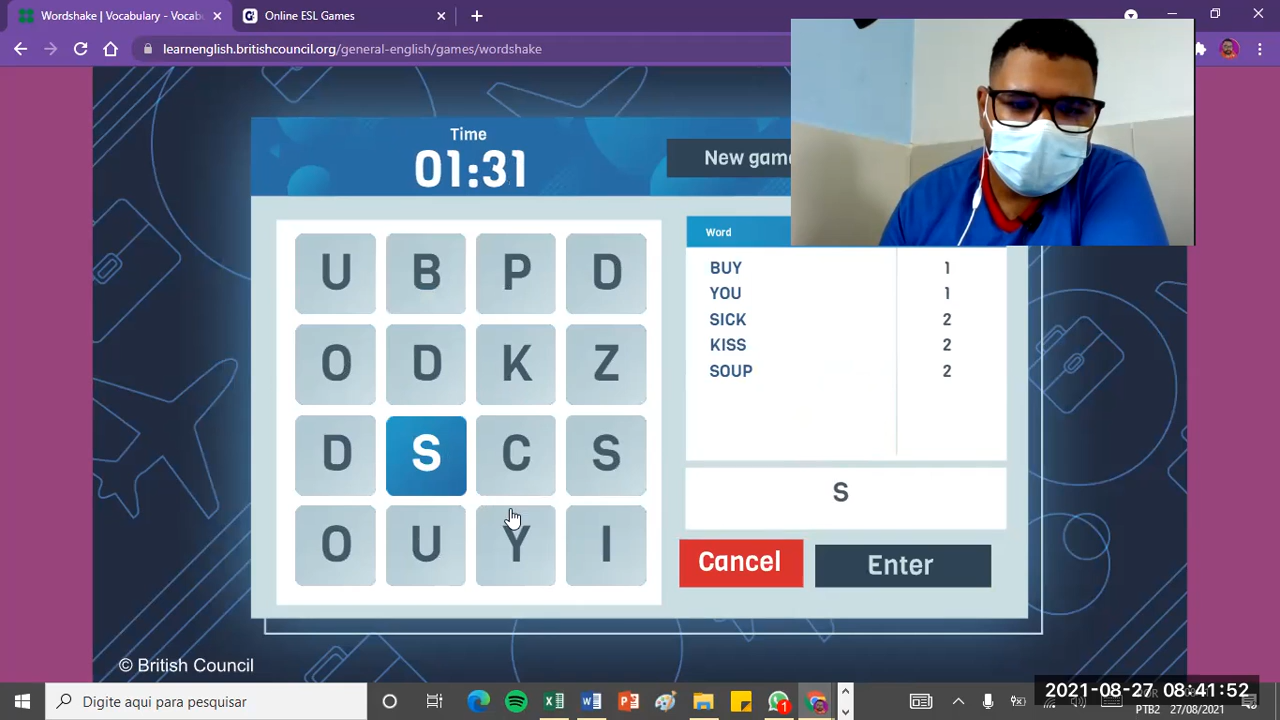 Wordshake | Vocabulary - Vocab
Online ESL Games
learnenglish.britishcouncil.org/general-english/games/wordshake
Time
01:31
New gam
U B P D
O D K Z
D S C S
O U Y I
Word
BUY 1
YOU 1
SICK 2
KISS 2
SOUP 2
S
Cancel
Enter
© British Council
Digite aqui para pesquisar
1
2021-08-27 08:41:52
PTB2
27/08/2021